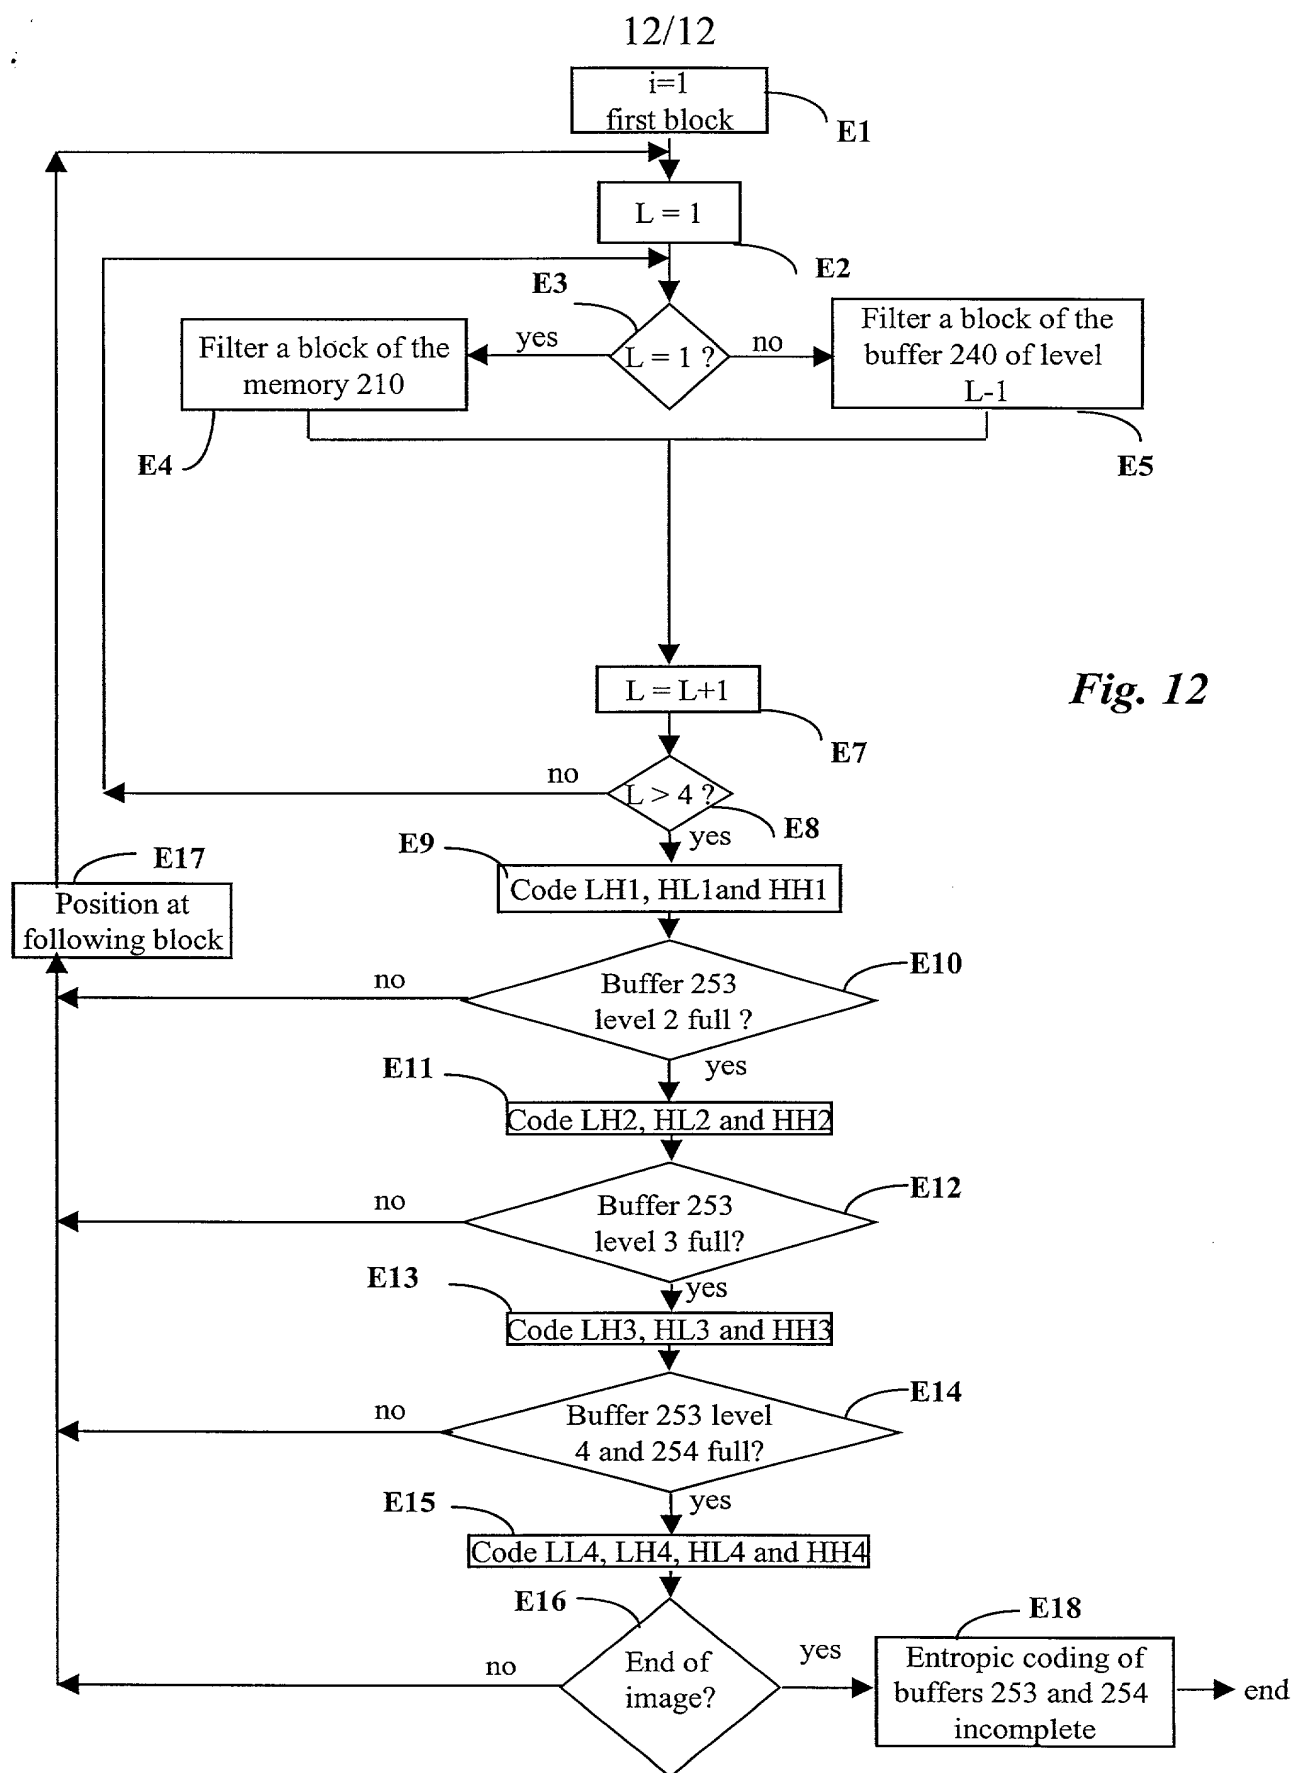 12/12
i=1
first block
E1
L = 1
E2
E3
L = 1 ?
yes
no
Filter a block of the
memory 210
E4
Filter a block of the
buffer 240 of level
L-1
E5
L = L+1
E7
Fig. 12
L > 4 ?
no
E8
yes
E9
Code LH1, HL1and HH1
E17
Position at
following block
E10
Buffer 253
level 2 full ?
no
yes
E11
Code LH2, HL2 and HH2
E12
Buffer 253
level 3 full?
no
yes
E13
Code LH3, HL3 and HH3
E14
Buffer 253 level
4 and 254 full?
no
yes
E15
Code LL4, LH4, HL4 and HH4
E16
End of
image?
no
yes
E18
Entropic coding of
buffers 253 and 254
incomplete
end